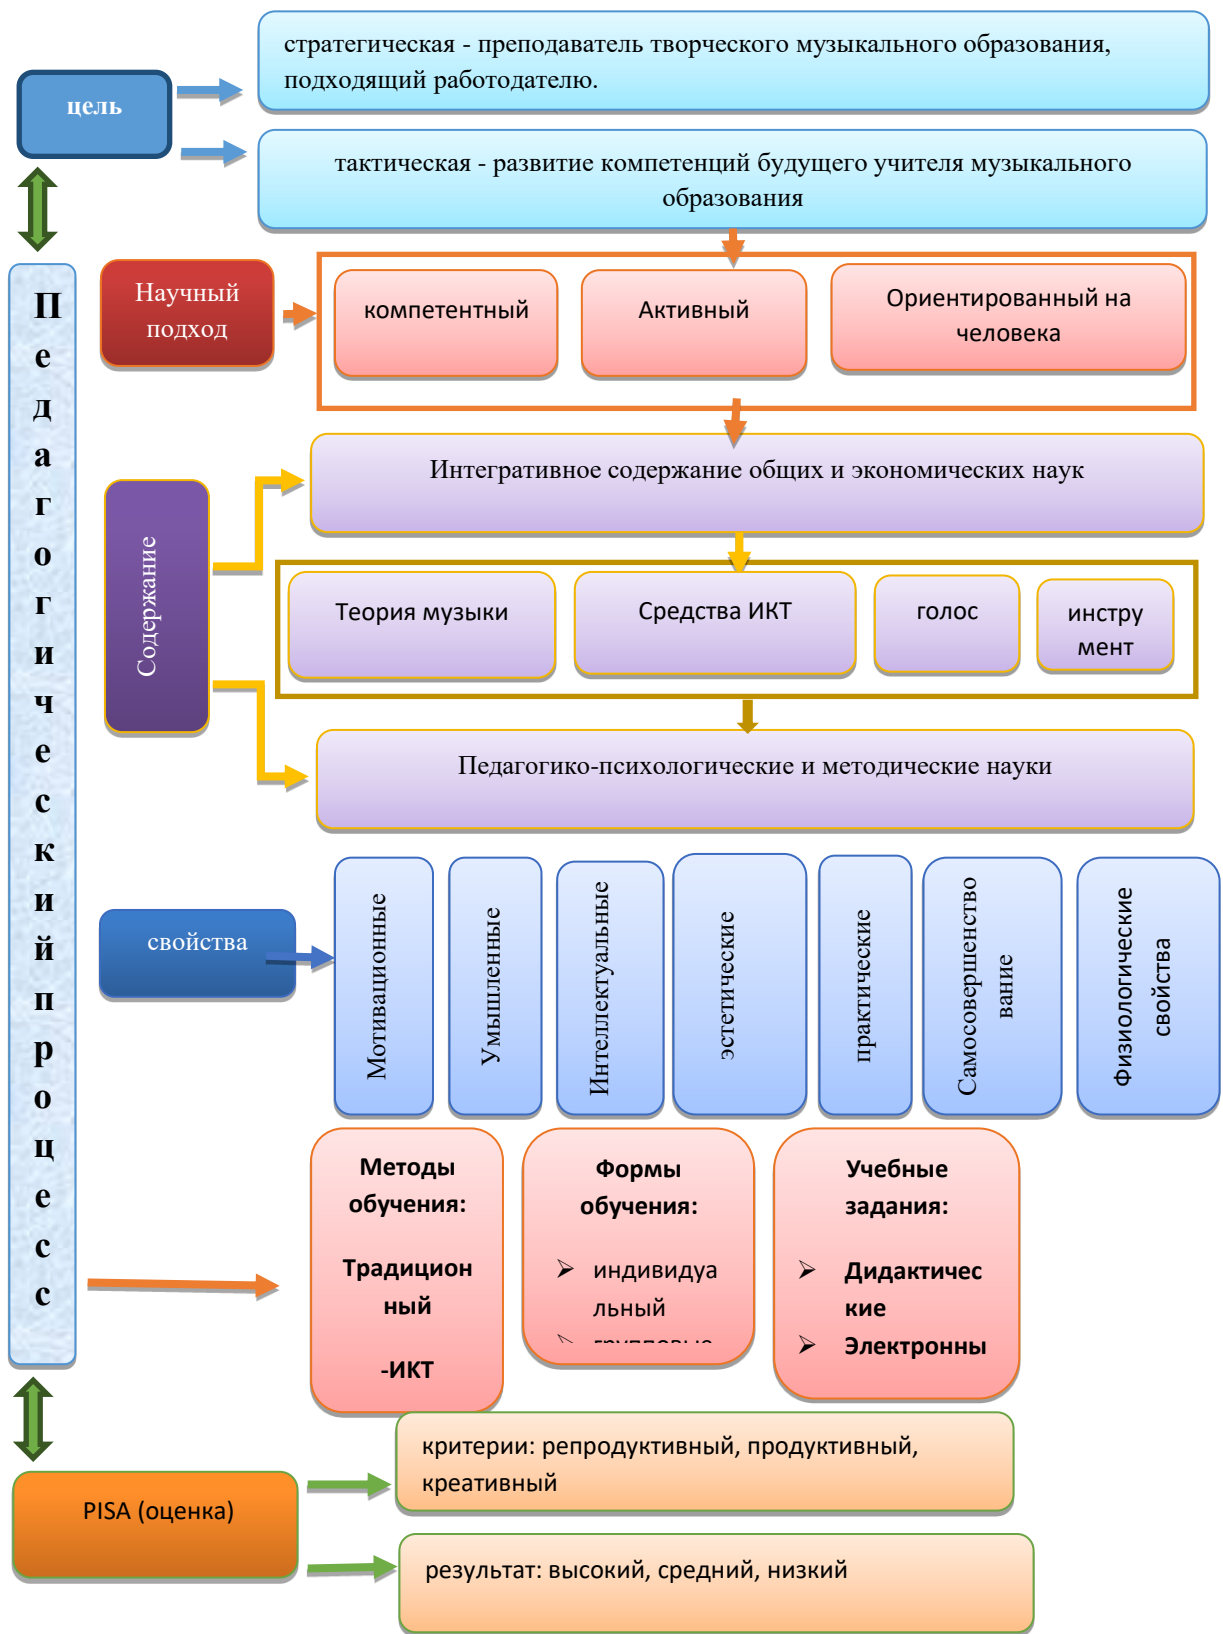 стратегическая - преподаватель творческого музыкального образования,
подходящий работодателю.
цель
тактическая - развитие компетенций будущего учителя музыкального
образования
Педагогический процесс
Научный
подход
компетентный
Активный
Ориентированный на
человека
Интегративное содержание общих и экономических наук
Содержание
Теория музыки
Средства ИКТ
голос
инстру
мент
Педагогико-психологические и методические науки
свойства
Мотивационные
Умышленные
Интеллектуальные
эстетические
практические
Самосовершенство
вание
Физиологические
свойства
Методы
обучения:
Традицион
ный
-ИКТ
Формы
обучения:
➢ индивидуа
льный
➢ групповые
Учебные
задания:
➢ Дидактичес
кие
➢ Электронны
критерии: репродуктивный, продуктивный,
креативный
PISA (оценка)
результат: высокий, средний, низкий